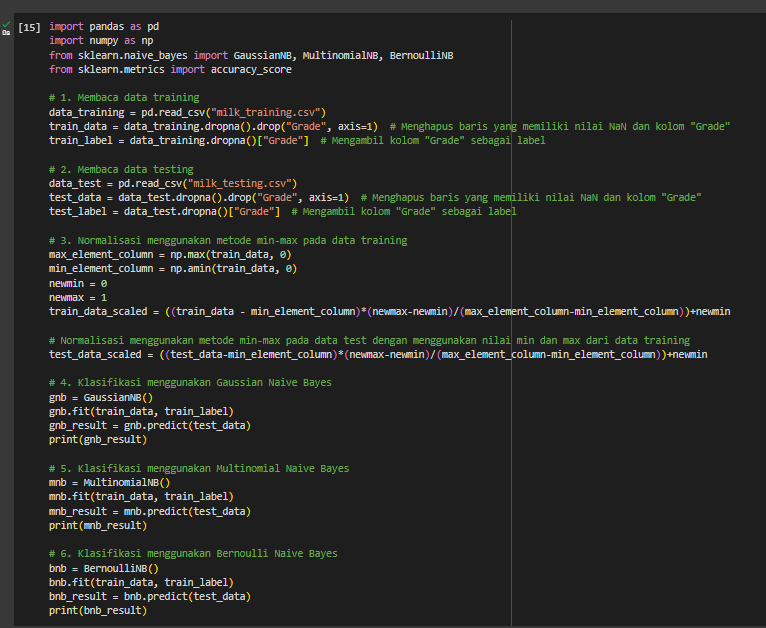 [15] import pandas as pd
0s
import numpy as np
from sklearn.naive_bayes import GaussianNB, MultinomialNB, BernoulliNB
from sklearn.metrics import accuracy_score
# 1. Membaca data training
data_training = pd.read_csv("milk_training.csv")
train_data = data_training.dropna().drop("Grade", axis=1)  # Menghapus baris yang memiliki nilai NaN dan kolom "Grade"
train_label = data_training.dropna()["Grade"]  # Mengambil kolom "Grade" sebagai label
# 2. Membaca data testing
data_test = pd.read_csv("milk_testing.csv")
test_data = data_test.dropna().drop("Grade", axis=1)  # Menghapus baris yang memiliki nilai NaN dan kolom "Grade"
test_label = data_test.dropna()["Grade"]  # Mengambil kolom "Grade" sebagai label
# 3. Normalisasi menggunakan metode min-max pada data training
max_element_column = np.max(train_data, 0)
min_element_column = np.amin(train_data, 0)
newmin = 0
newmax = 1
train_data_scaled = ((train_data - min_element_column)*(newmax-newmin)/(max_element_column-min_element_column))+newmin
# Normalisasi menggunakan metode min-max pada data test dengan menggunakan nilai min dan max dari data training
test_data_scaled = ((test_data-min_element_column)*(newmax-newmin)/(max_element_column-min_element_column))+newmin
# 4. Klasifikasi menggunakan Gaussian Naive Bayes
gnb = GaussianNB()
gnb.fit(train_data, train_label)
gnb_result = gnb.predict(test_data)
print(gnb_result)
# 5. Klasifikasi menggunakan Multinomial Naive Bayes
mnb = MultinomialNB()
mnb.fit(train_data, train_label)
mnb_result = mnb.predict(test_data)
print(mnb_result)
# 6. Klasifikasi menggunakan Bernoulli Naive Bayes
bnb = BernoulliNB()
bnb.fit(train_data, train_label)
bnb_result = bnb.predict(test_data)
print(bnb_result)